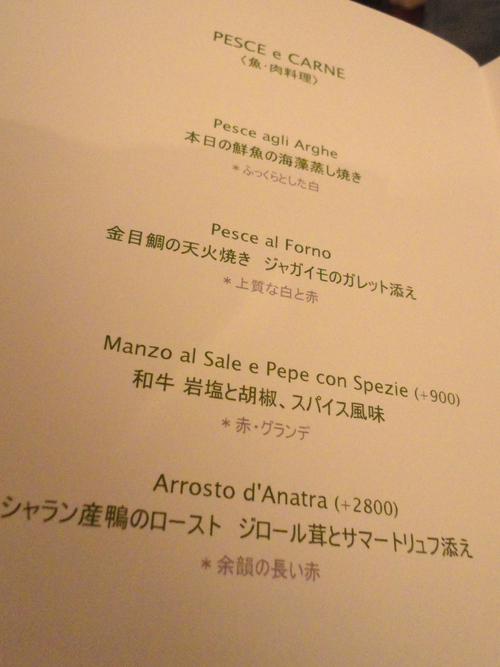 PESCE e CARNE
〈魚・肉料理〉
Pesce agli Arghe
本日の鮮魚の海藻蒸し焼き
*ふっくらとした白
Pesce al Forno
金目鯛の天火焼き ジャガイモのガレット添え
*上質な白と赤
Manzo al Sale e Pepe con Spezie (+900)
和牛 岩塩と胡椒、スパイス風味
*赤・グランデ
Arrosto d'Anatra (+2800)
シャラン産鴨のロースト ジロール茸とサマートリュフ添え
*余韻の長い赤